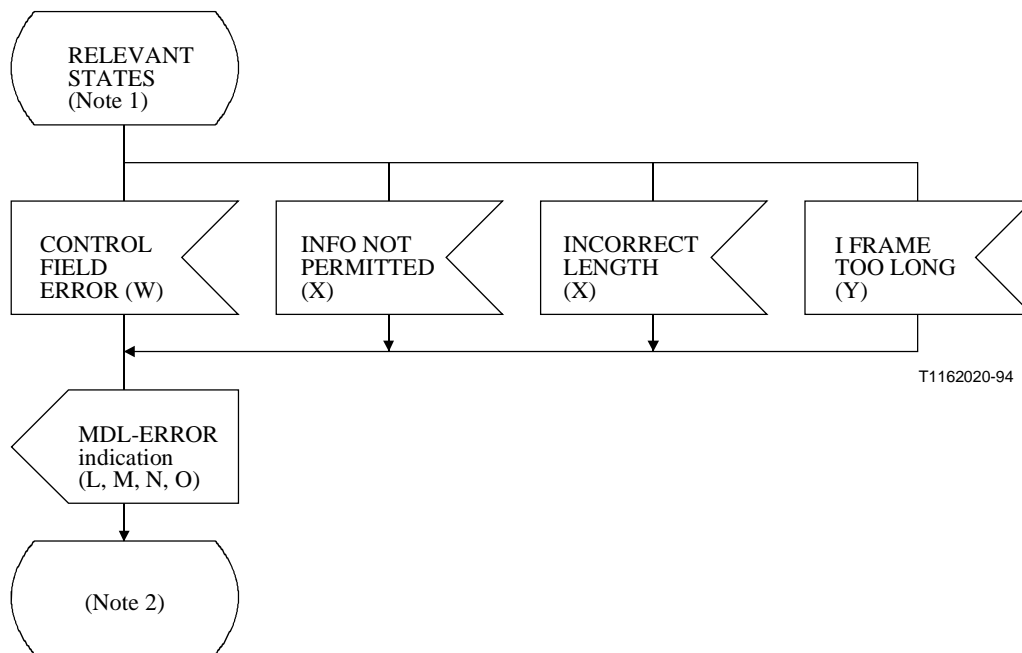 RELEVANT
STATES
(Note 1)
CONTROL
FIELD
ERROR (W)
INFO NOT
PERMITTED
(X)
INCORRECT
LENGTH
(X)
I FRAME
TOO LONG
(Y)
T1162020-94
MDL-ERROR
indication
(L, M, N, O)
(Note 2)